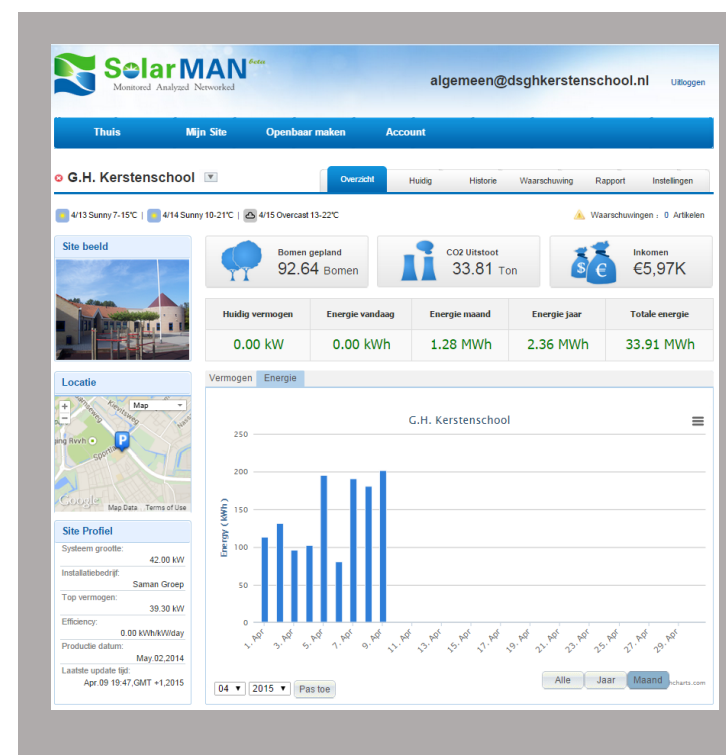 SolarMAN Beta
Monitored Analyzed Networked
algemeen@dsghkerstenschool.nl Uitloggen
Thuis Mijn Site Openbaar maken Account
G.H. Kerstenschool
Overzicht Huidig Historie Waarschuwing Rapport Instellingen
4/13 Sunny 7-15°C | 4/14 Sunny 10-21°C | 4/15 Overcast 13-22°C
Waarschuwingen : 0 Artikelen
Site beeld
Bomen gepland
92.64 Bomen
CO2 Uitstoot
33.81 Ton
Inkomen
€5,97K
Huidig vermogen Energie vandaag Energie maand Energie jaar Totale energie
0.00 kW 0.00 kWh 1.28 MWh 2.36 MWh 33.91 MWh
Locatie
+
−
Map
Kievitsweg
ing Rvvh
P
Google
Map Data Terms of Use
Site Profiel
Systeem grootte:
42.00 kW
Installatiebedrijf:
Saman Groep
Top vermogen:
39.30 kW
Efficiency:
0.00 kWh/kW/day
Productie datum:
May.02,2014
Laatste update tijd:
Apr.09 19:47,GMT +1,2015
Vermogen Energie
G.H. Kerstenschool
Energy (kWh)
250
200
150
100
50
0
1. Apr 3. Apr 5. Apr 7. Apr 9. Apr 11. Apr 13. Apr 15. Apr 17. Apr 19. Apr 21. Apr 23. Apr 25. Apr 27. Apr 29. Apr
04 2015 Pas toe
Alle Jaar Maand hcharts.com